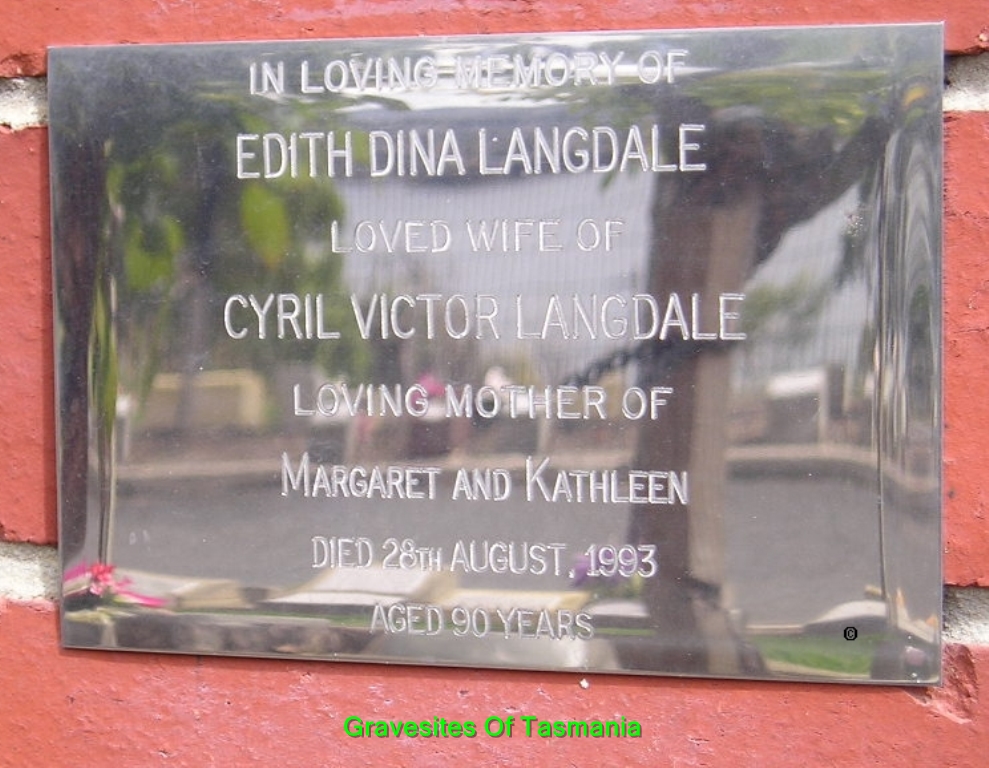 IN LOVING MEMORY OF
EDITH DINA LANGDALE
LOVED WIFE OF
CYRIL VICTOR LANGDALE
LOVING MOTHER OF
MARGARET AND KATHLEEN
DIED 28TH AUGUST, 1993
AGED 90 YEARS
©
Gravesites Of Tasmania